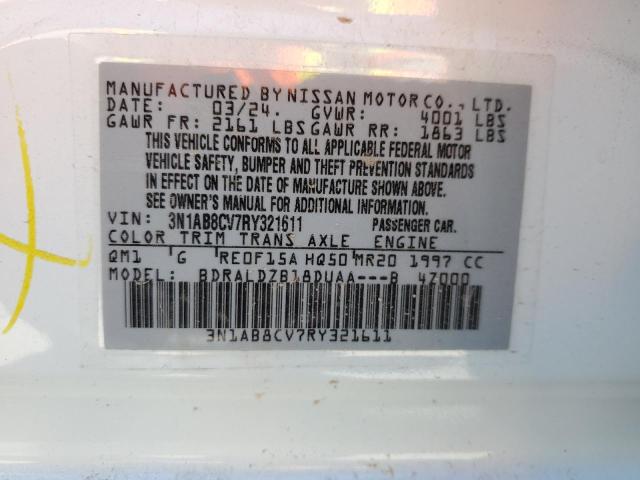 MANUFACTURED BY NISSAN MOTOR CO., LTD.
DATE: 03/24. GVWR: 4001 LBS
GAWR FR: 2161 LBS GAWR RR: 1863 LBS
THIS VEHICLE CONFORMS TO ALL APPLICABLE FEDERAL MOTOR
VEHICLE SAFETY, BUMPER AND THEFT PREVENTION STANDARDS
IN EFFECT ON THE DATE OF MANUFACTURE SHOWN ABOVE.
SEE OWNER'S MANUAL FOR ADDITIONAL INFORMATION.
VIN: 3N1AB8CV7RY321611 PASSENGER CAR.
COLOR TRIM TRANS AXLE ENGINE
QM1 'G RE0F15A HQ50 MR20 1997 CC
MODEL: BDRALDZB18DUAA---B 4Z000
3N1AB8CV7RY321611